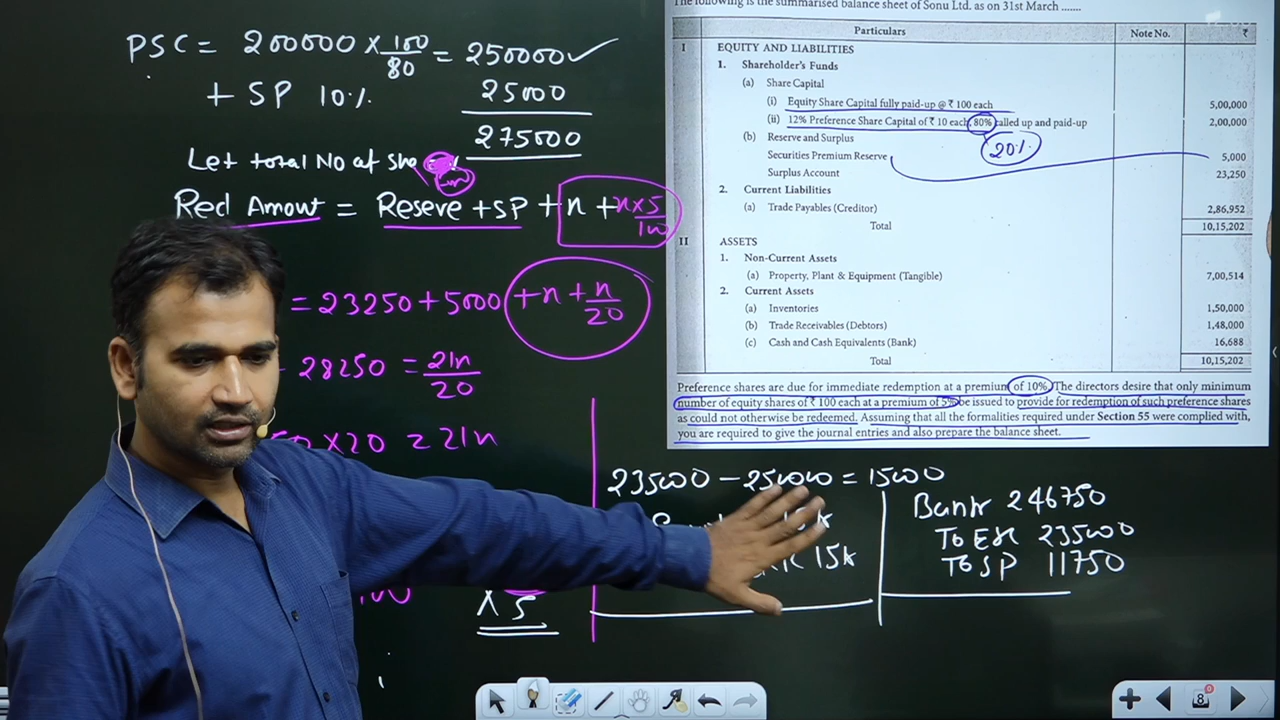 PSC = 200000 × 100/80 = 250000 ✓
+ SP 10% 25000
275000
Let total No of sha
Red Amout = Reseve + SP + n + n×5/100
= 23250 + 5000 + n + n/20
28250 = 21n/20
×20 = 21n
× 5
235000 - 250000 = 15000
15k
Bank 246750
To ESC 235000
To SP 11750
The following is the summarised balance sheet of Sonu Ltd. as on 31st March .......
Particulars Note No. ₹
I EQUITY AND LIABILITIES
1. Shareholder's Funds
(a) Share Capital
(i) Equity Share Capital fully paid-up @ ₹ 100 each 5,00,000
(ii) 12% Preference Share Capital of ₹ 10 each, 80% called up and paid-up 2,00,000
20%
(b) Reserve and Surplus
Securities Premium Reserve 5,000
Surplus Account 23,250
2. Current Liabilities
(a) Trade Payables (Creditor) 2,86,952
Total 10,15,202
II ASSETS
1. Non-Current Assets
(a) Property, Plant & Equipment (Tangible) 7,00,514
2. Current Assets
(a) Inventories 1,50,000
(b) Trade Receivables (Debtors) 1,48,000
(c) Cash and Cash Equivalents (Bank) 16,688
Total 10,15,202
Preference shares are due for immediate redemption at a premium of 10%. The directors desire that only minimum
number of equity shares of ₹ 100 each at a premium of 5% be issued to provide for redemption of such preference shares
as could not otherwise be redeemed. Assuming that all the formalities required under Section 55 were complied with,
you are required to give the journal entries and also prepare the balance sheet.
8